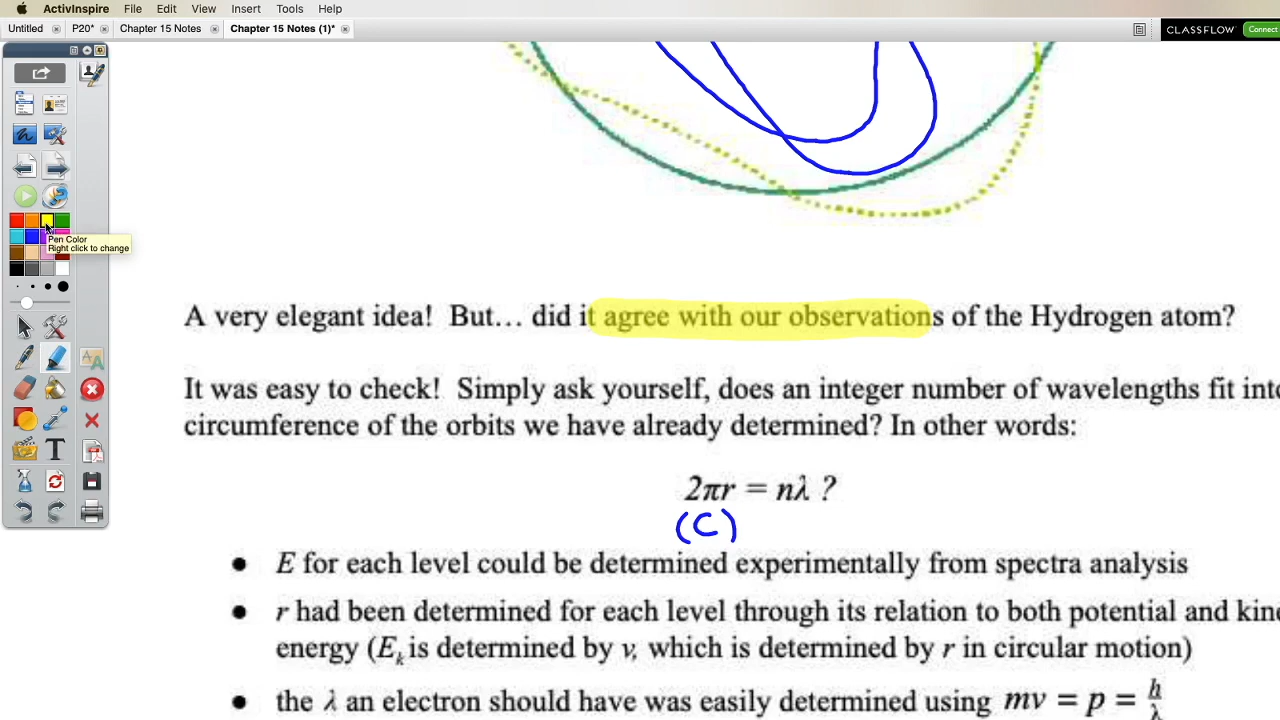 ActivInspire File Edit View Insert Tools Help
Untitled P20* Chapter 15 Notes Chapter 15 Notes (1)*
CLASSFLOW Connect
Pen Color
Right click to change
A very elegant idea! But... did it agree with our observations of the Hydrogen atom?
It was easy to check! Simply ask yourself, does an integer number of wavelengths fit into
circumference of the orbits we have already determined? In other words:
2πr = nλ ?
(C)
● E for each level could be determined experimentally from spectra analysis
● r had been determined for each level through its relation to both potential and kin
energy (Eₖ is determined by v, which is determined by r in circular motion)
● the λ an electron should have was easily determined using mv = p = h/λ